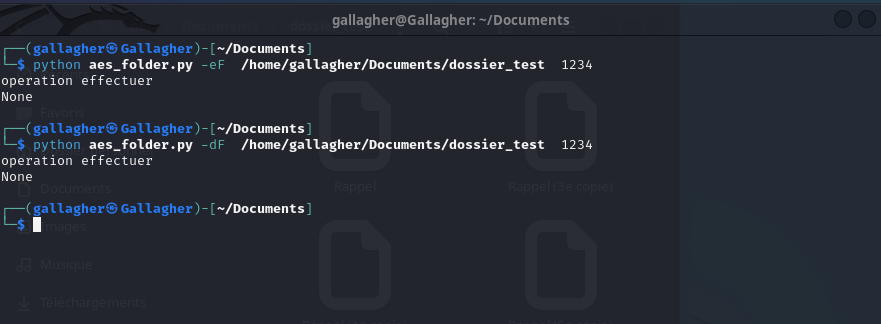 gallagher@Gallagher: ~/Documents
┌──(gallagher㉿Gallagher)-[~/Documents]
└─$ python aes_folder.py -eF  /home/gallagher/Documents/dossier_test  1234
operation effectuer
None
Favoris
┌──(gallagher㉿Gallagher)-[~/Documents]
└─$ python aes_folder.py -dF  /home/gallagher/Documents/dossier_test  1234
operation effectuer
None
Documents
Rappel
Rappel (3e copie)
┌──(gallagher㉿Gallagher)-[~/Documents]
└─$
Images
Musique
Téléchargements